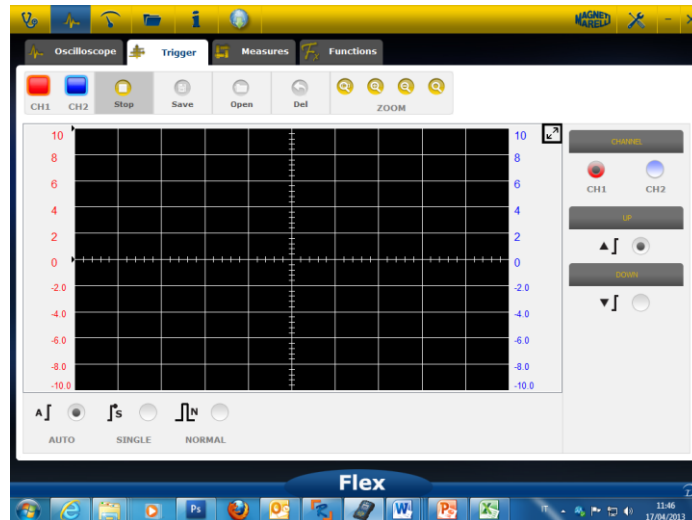 i MAGNETI MARELLI
Oscilloscope Trigger Measures Fx Functions
CH1 CH2 Stop Save Open Del ZOOM
10 10 CHANNEL
8 8
6 6 CH1 CH2
4 4
2 2 UP
0 0
-2.0 -2.0 DOWN
-4.0 -4.0
-6.0 -6.0
-8.0 -8.0
-10.0 -10.0
A S N
AUTO SINGLE NORMAL
Flex
Ps W IT 11:46
17/04/2013